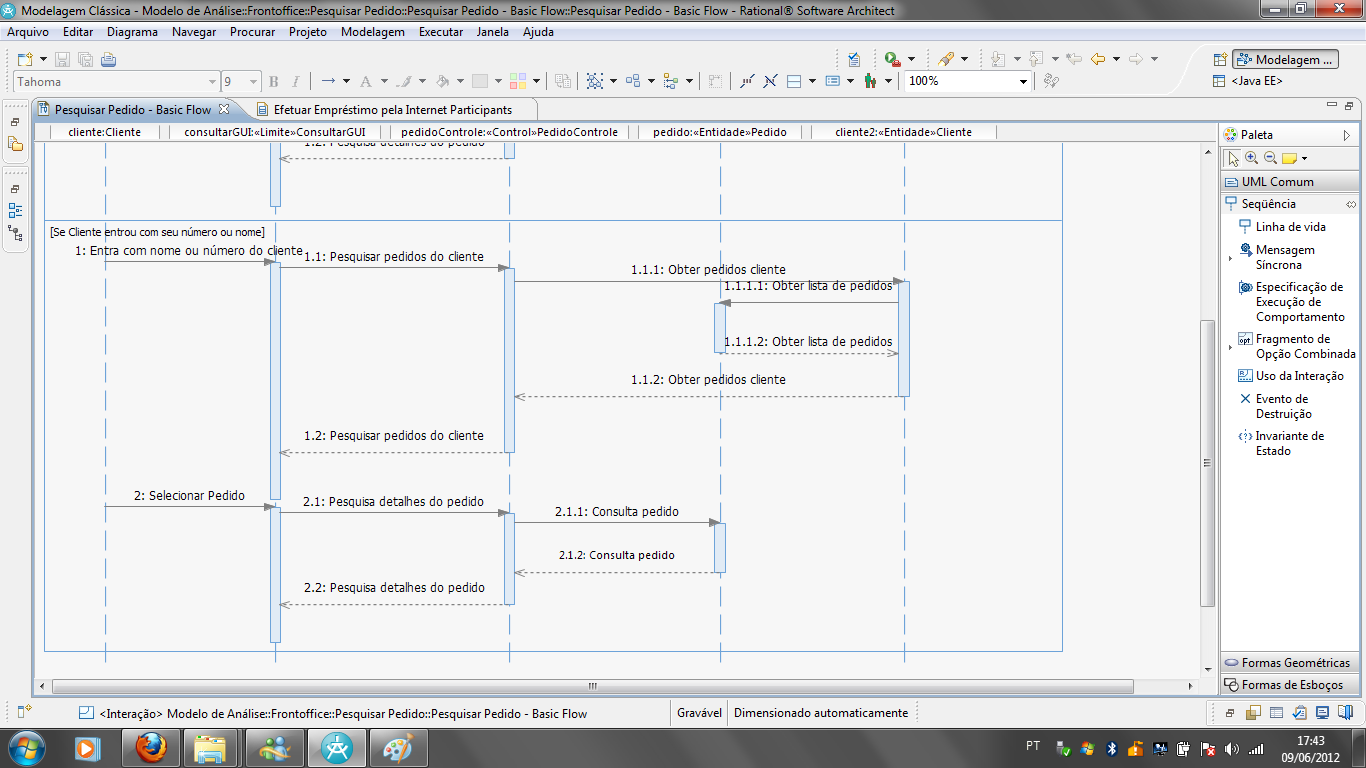 Modelagem Clássica - Modelo de Análise::Frontoffice::Pesquisar Pedido::Pesquisar Pedido - Basic Flow::Pesquisar Pedido - Basic Flow - Rational® Software Architect
Arquivo Editar Diagrama Navegar Procurar Projeto Modelagem Executar Janela Ajuda
Modelagem ...
Tahoma 9 B I A 100% <Java EE>
Pesquisar Pedido - Basic Flow Efetuar Empréstimo pela Internet Participants
cliente:Cliente consultarGUI:«Limite»ConsultarGUI pedidoControle:«Control»PedidoControle pedido:«Entidade»Pedido cliente2:«Entidade»Cliente
1.2: Pesquisa detalhes do pedido
[Se Cliente entrou com seu número ou nome]
1: Entra com nome ou número do cliente
1.1: Pesquisar pedidos do cliente
1.1.1: Obter pedidos cliente
1.1.1.1: Obter lista de pedidos
1.1.1.2: Obter lista de pedidos
1.1.2: Obter pedidos cliente
1.2: Pesquisar pedidos do cliente
2: Selecionar Pedido
2.1: Pesquisa detalhes do pedido
2.1.1: Consulta pedido
2.1.2: Consulta pedido
2.2: Pesquisa detalhes do pedido
Paleta
UML Comum
Seqüência
Linha de vida
Mensagem
Síncrona
Especificação de
Execução de
Comportamento
Fragmento de
Opção Combinada
Uso da Interação
Evento de
Destruição
Invariante de
Estado
Formas Geométricas
Formas de Esboços
<Interação> Modelo de Análise::Frontoffice::Pesquisar Pedido::Pesquisar Pedido - Basic Flow Gravável Dimensionado automaticamente
PT
17:43
09/06/2012